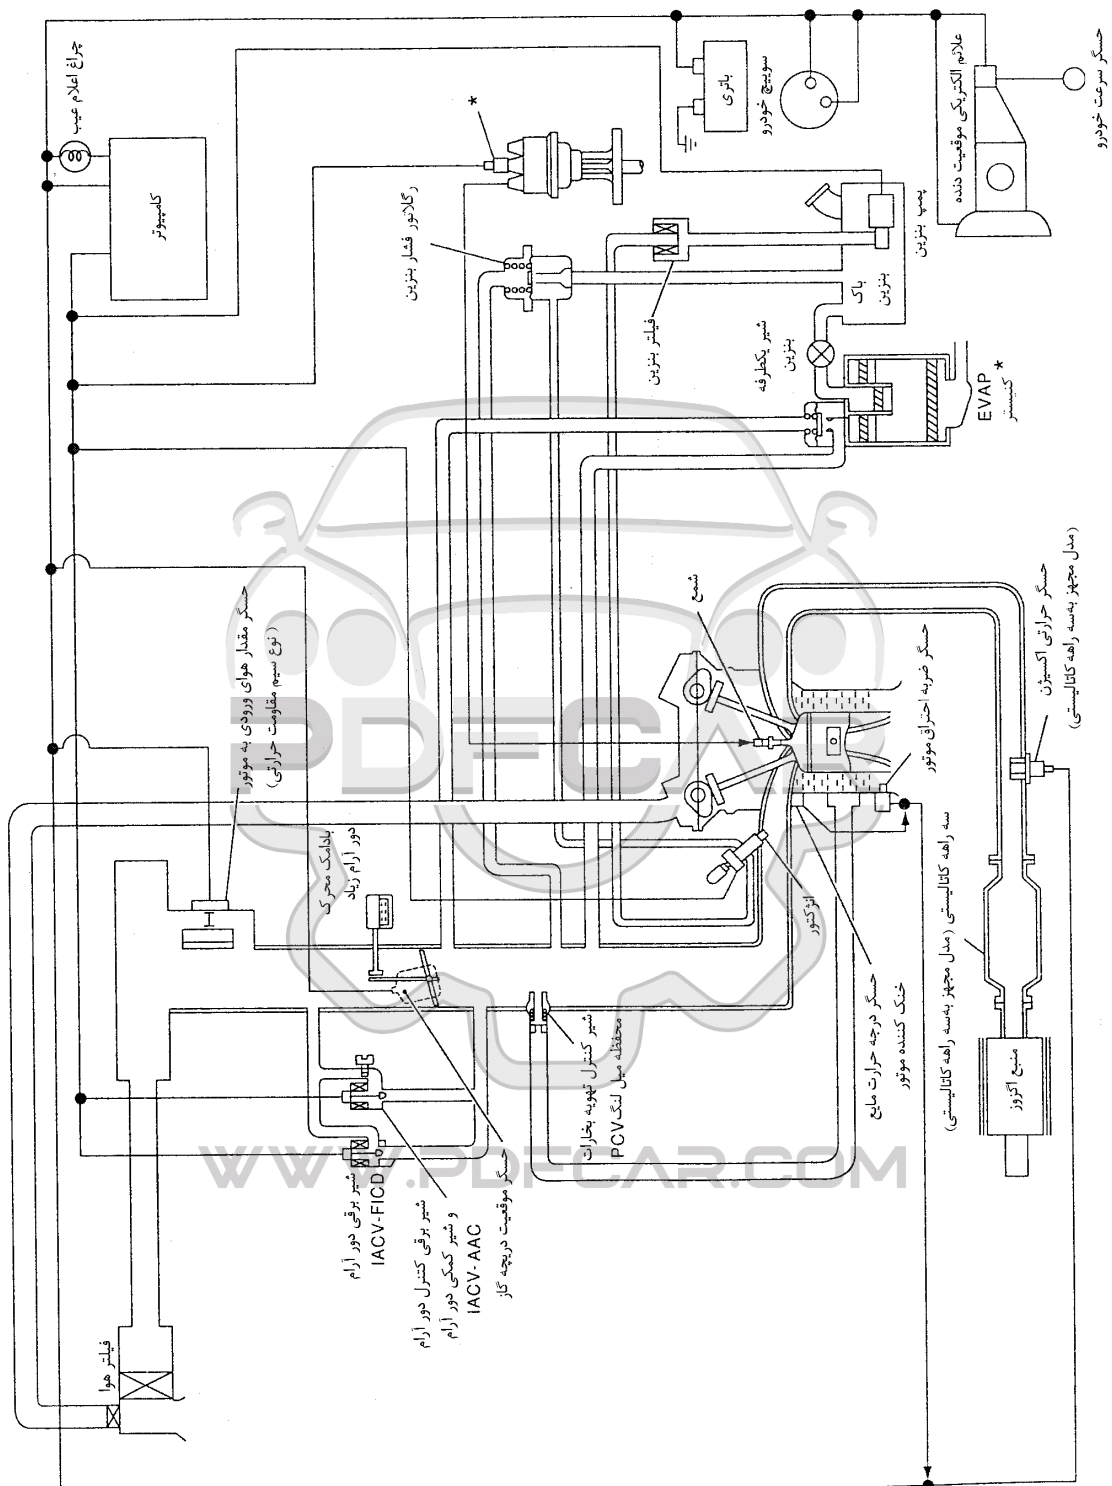 حسگر سرعت خودرو
علائم الکتریکی موقعیت دنده
سوییچ خودرو
باتری
چراغ اعلام عیب
کامپیوتر
*
رگلاتور فشار بنزین
فیلتر بنزین
پمپ بنزین
باک
بنزین
شیر یکطرفه
بنزین
EVAP *
کنیستر
حسگر مقدار هوای ورودی به موتور
(نوع سیم مقاومت حرارتی)
شمع
حسگر ضربه احتراق موتور
حسگر حرارتی اکسیژن
(مدل مجهز به سه راهه کاتالیستی)
بادامک محرک
دور آرام زیاد
انژکتور
حسگر درجه حرارت مایع
خنک کننده موتور
سه راهه کاتالیستی (مدل مجهز به سه راهه کاتالیستی)
منبع اگزوز
شیر کنترل تهویه بخارات
محفظه میل لنگ PCV
حسگر موقعیت دریچه گاز
شیر برقی کنترل دور آرام
و شیر کمکی دور آرام
IACV-AAC
شیر برقی دور آرام
IACV-FICD
فیلتر هوا
PDFCAR
WWW.PDFCAR.COM